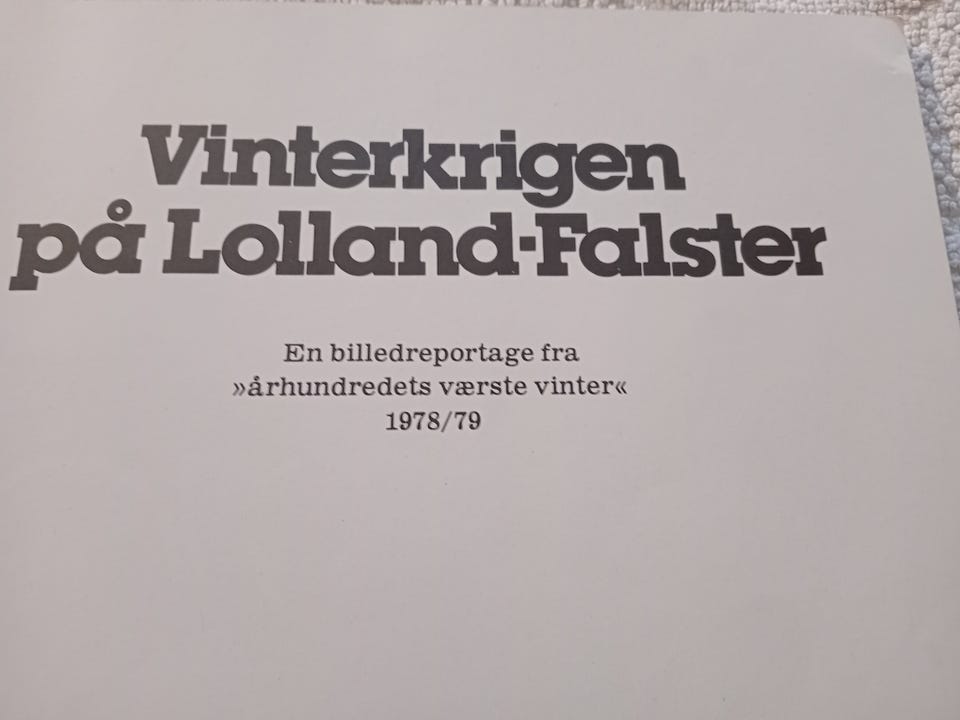 Vinterkrigen
på Lolland-Falster
En billedreportage fra
»århundredets værste vinter«
1978/79